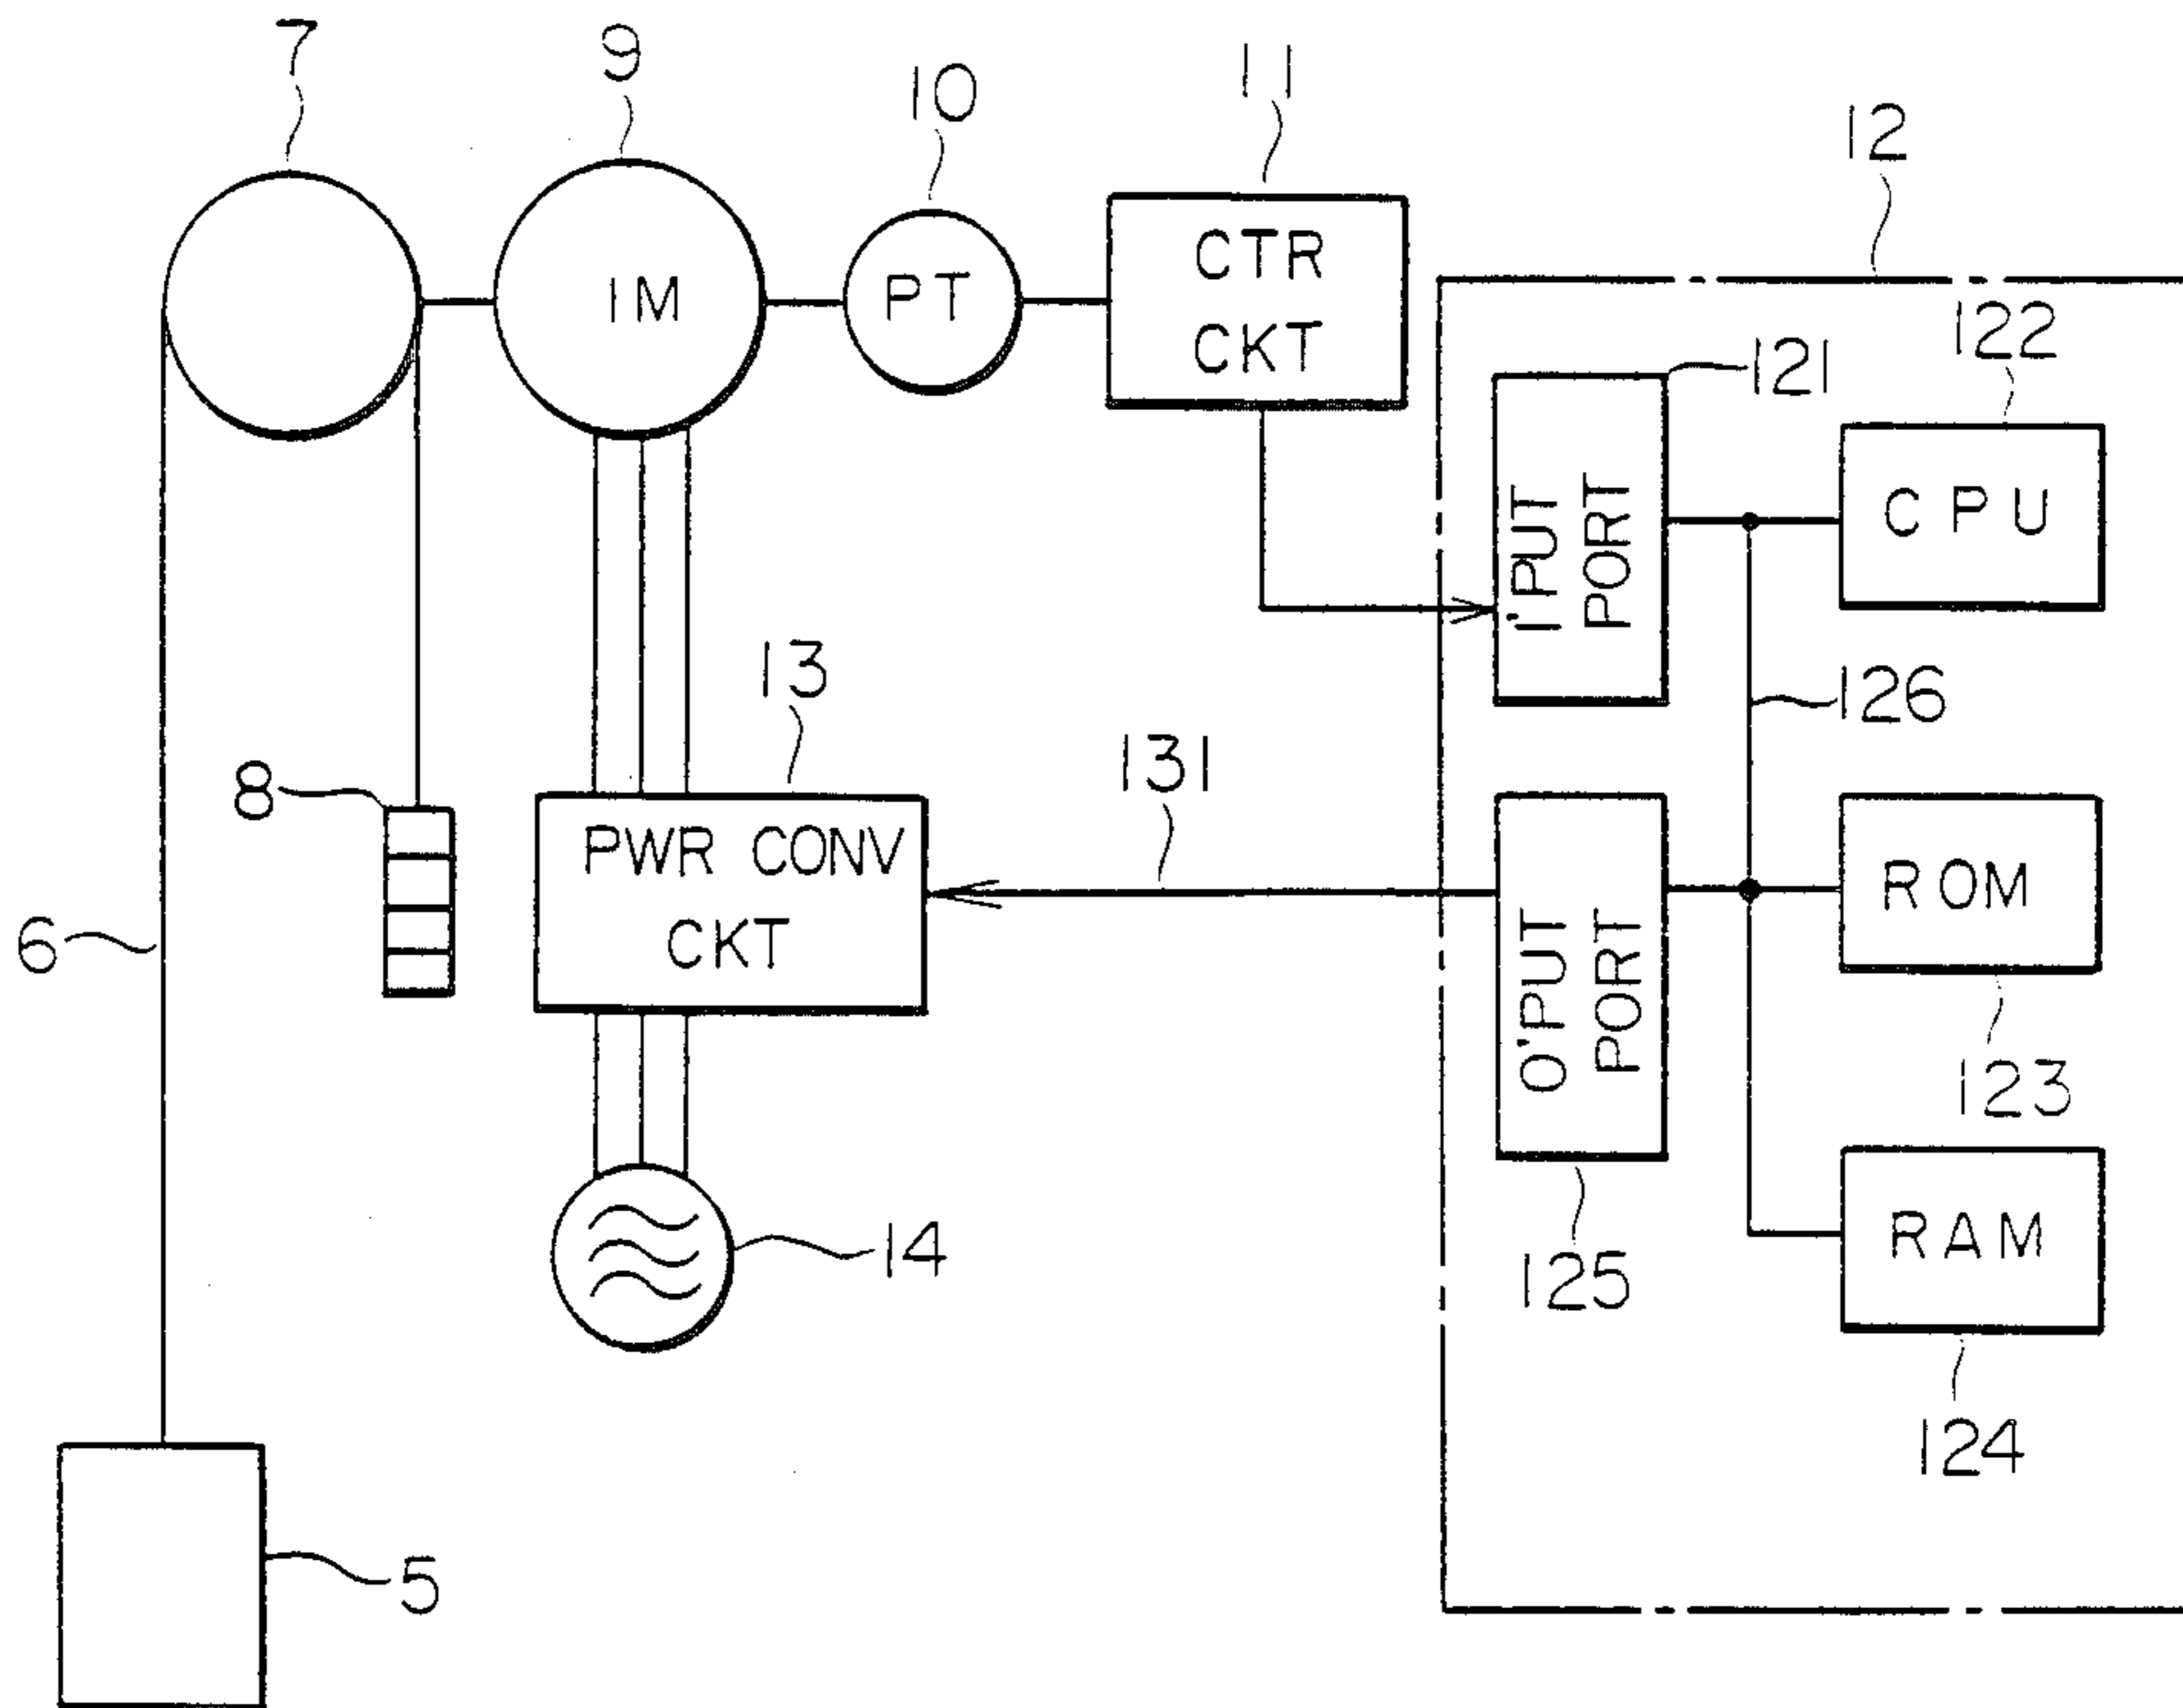 7
9
10
11
12
IM
PT
CTR
CKT
121
122
I'PUT
PORT
CPU
126
13
131
8
PWR CONV
CKT
6
O'PUT
PORT
ROM
123
14
125
RAM
124
5